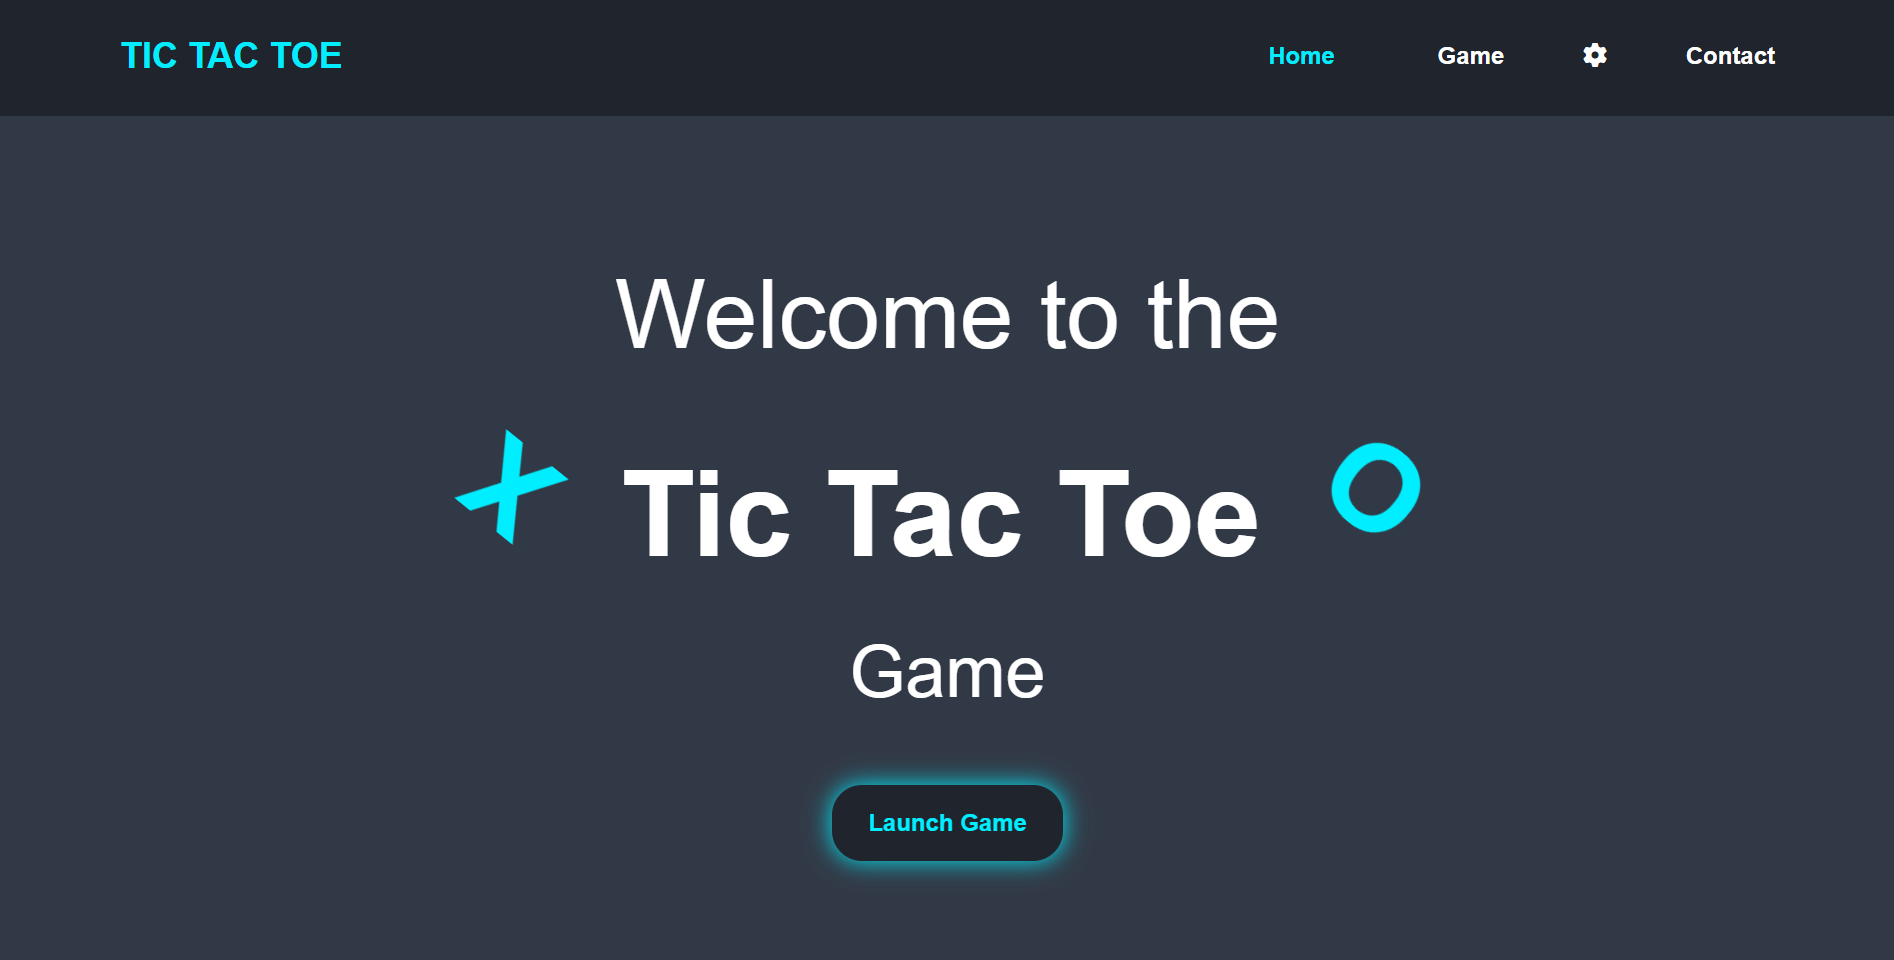 TIC TAC TOE
Home Game Contact
Welcome to the
X Tic Tac Toe O
Game
Launch Game